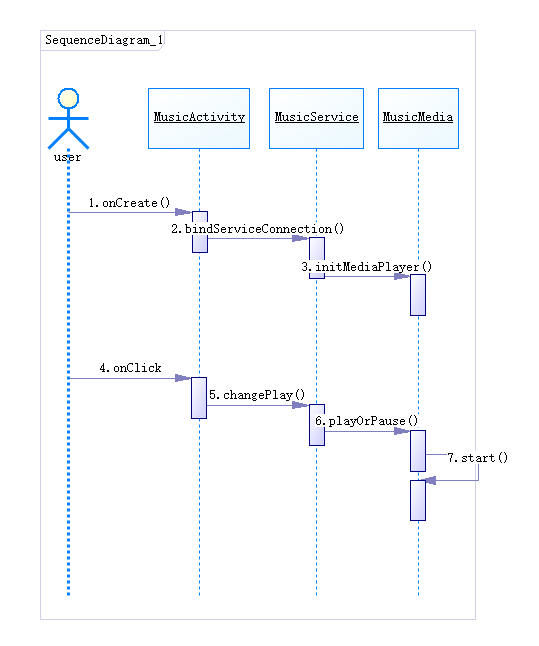 SequenceDiagram_1
MusicActivity
MusicService
MusicMedia
user
1.onCreate()
2.bindServiceConnection()
3.initMediaPlayer()
4.onClick
5.changePlay()
6.playOrPause()
7.start()